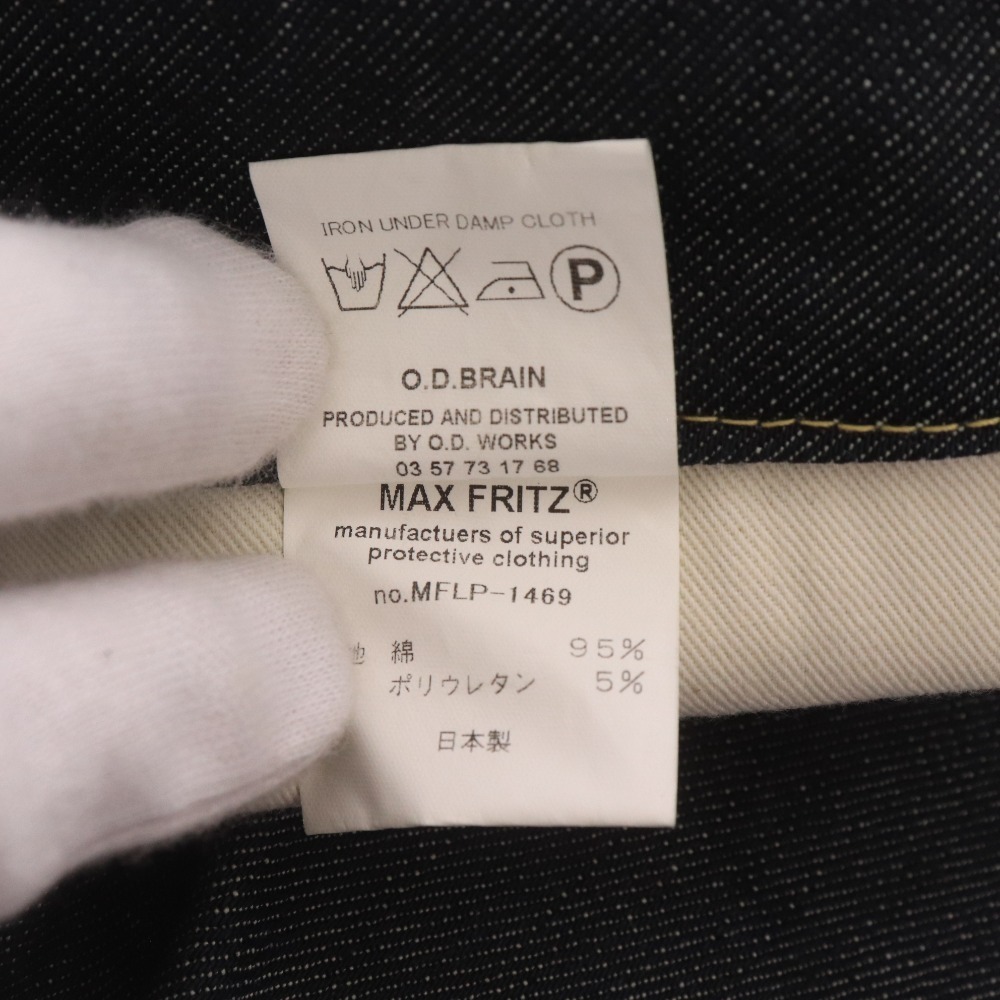 IRON UNDER DAMP CLOTH
P
O.D.BRAIN
PRODUCED AND DISTRIBUTED
BY O.D. WORKS
03 57 73 17 68
MAX FRITZ®
manufactuers of superior
protective clothing
no.MFLP-1469
綿 95%
ポリウレタン 5%
日本製